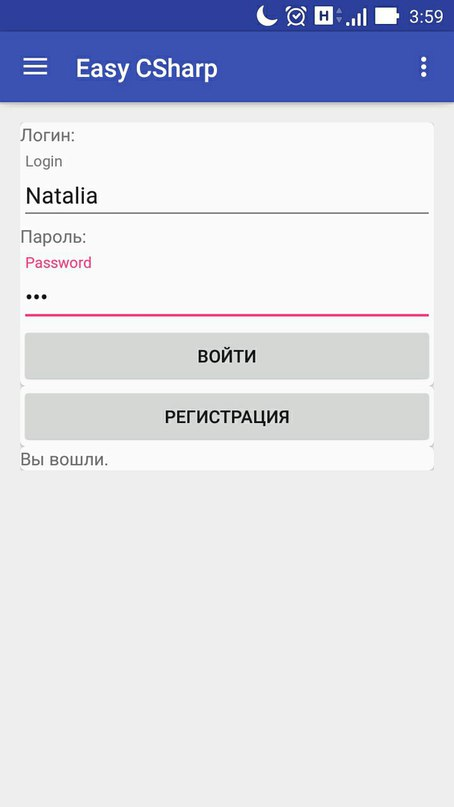 H 3:59
Easy CSharp
Логин:
Login
Natalia
Пароль:
Password
•••
ВОЙТИ
РЕГИСТРАЦИЯ
Вы вошли.